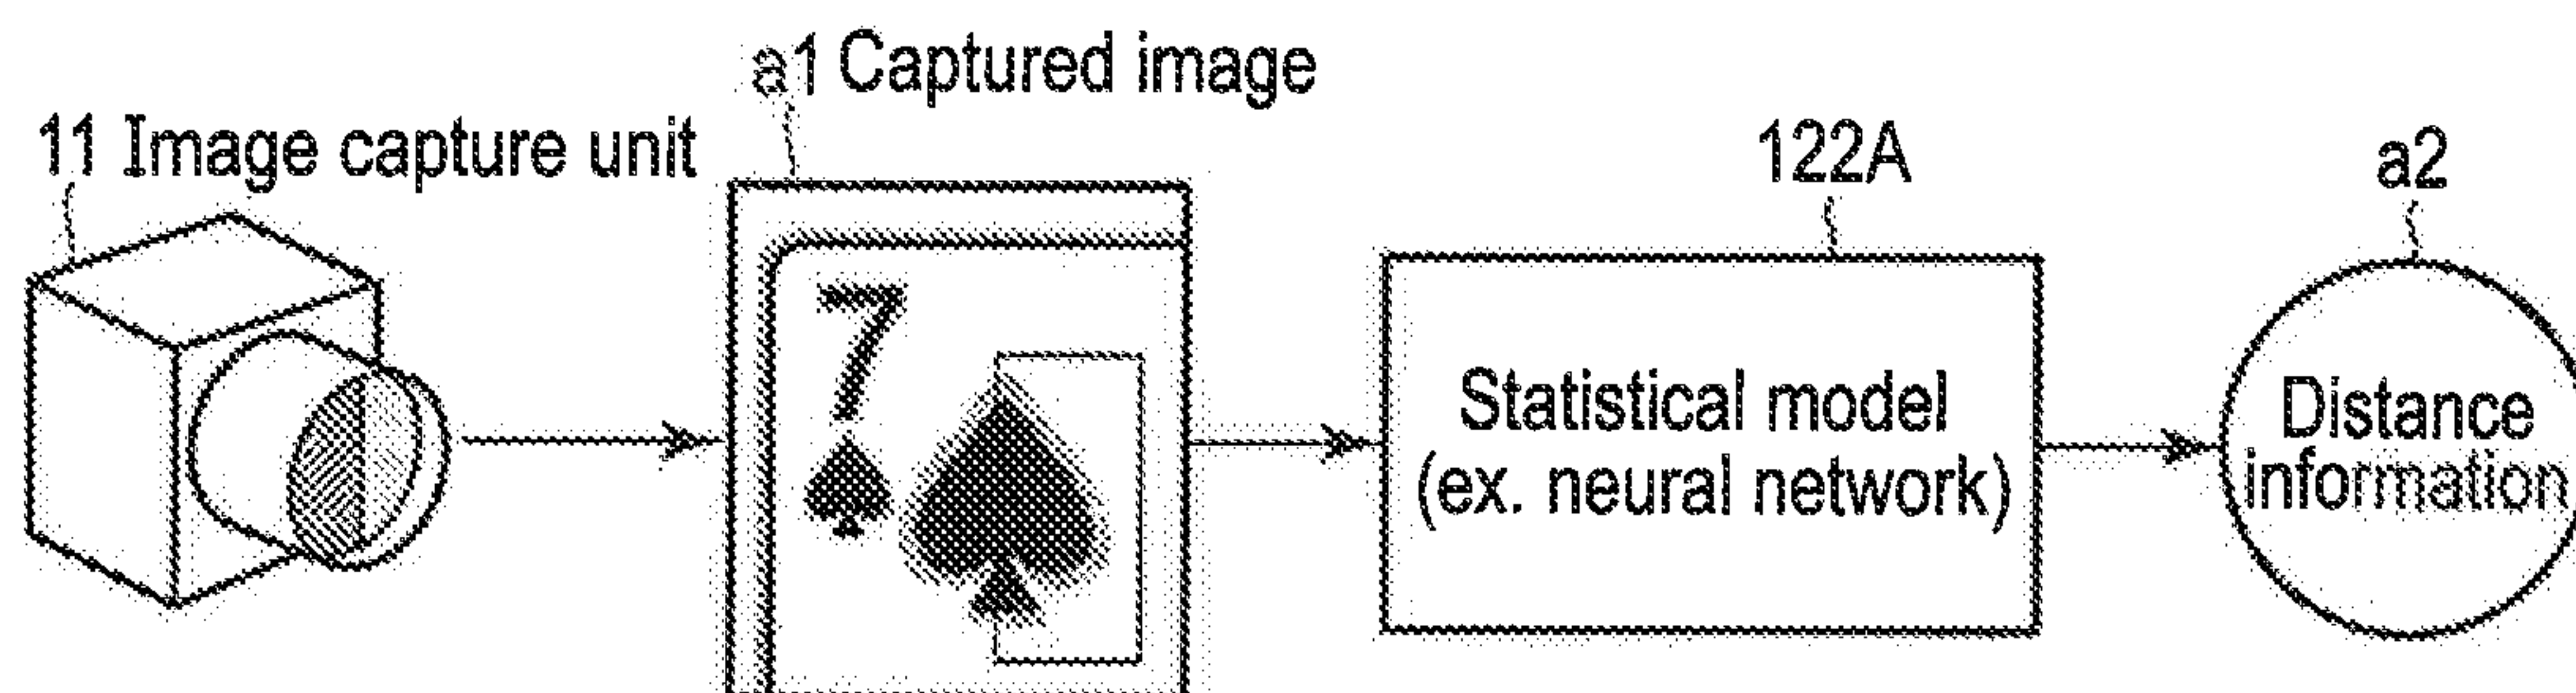 a1 Captured image
11 Image capture unit
122A
a2
7
Statistical model
(ex. neural network)
Distance
information